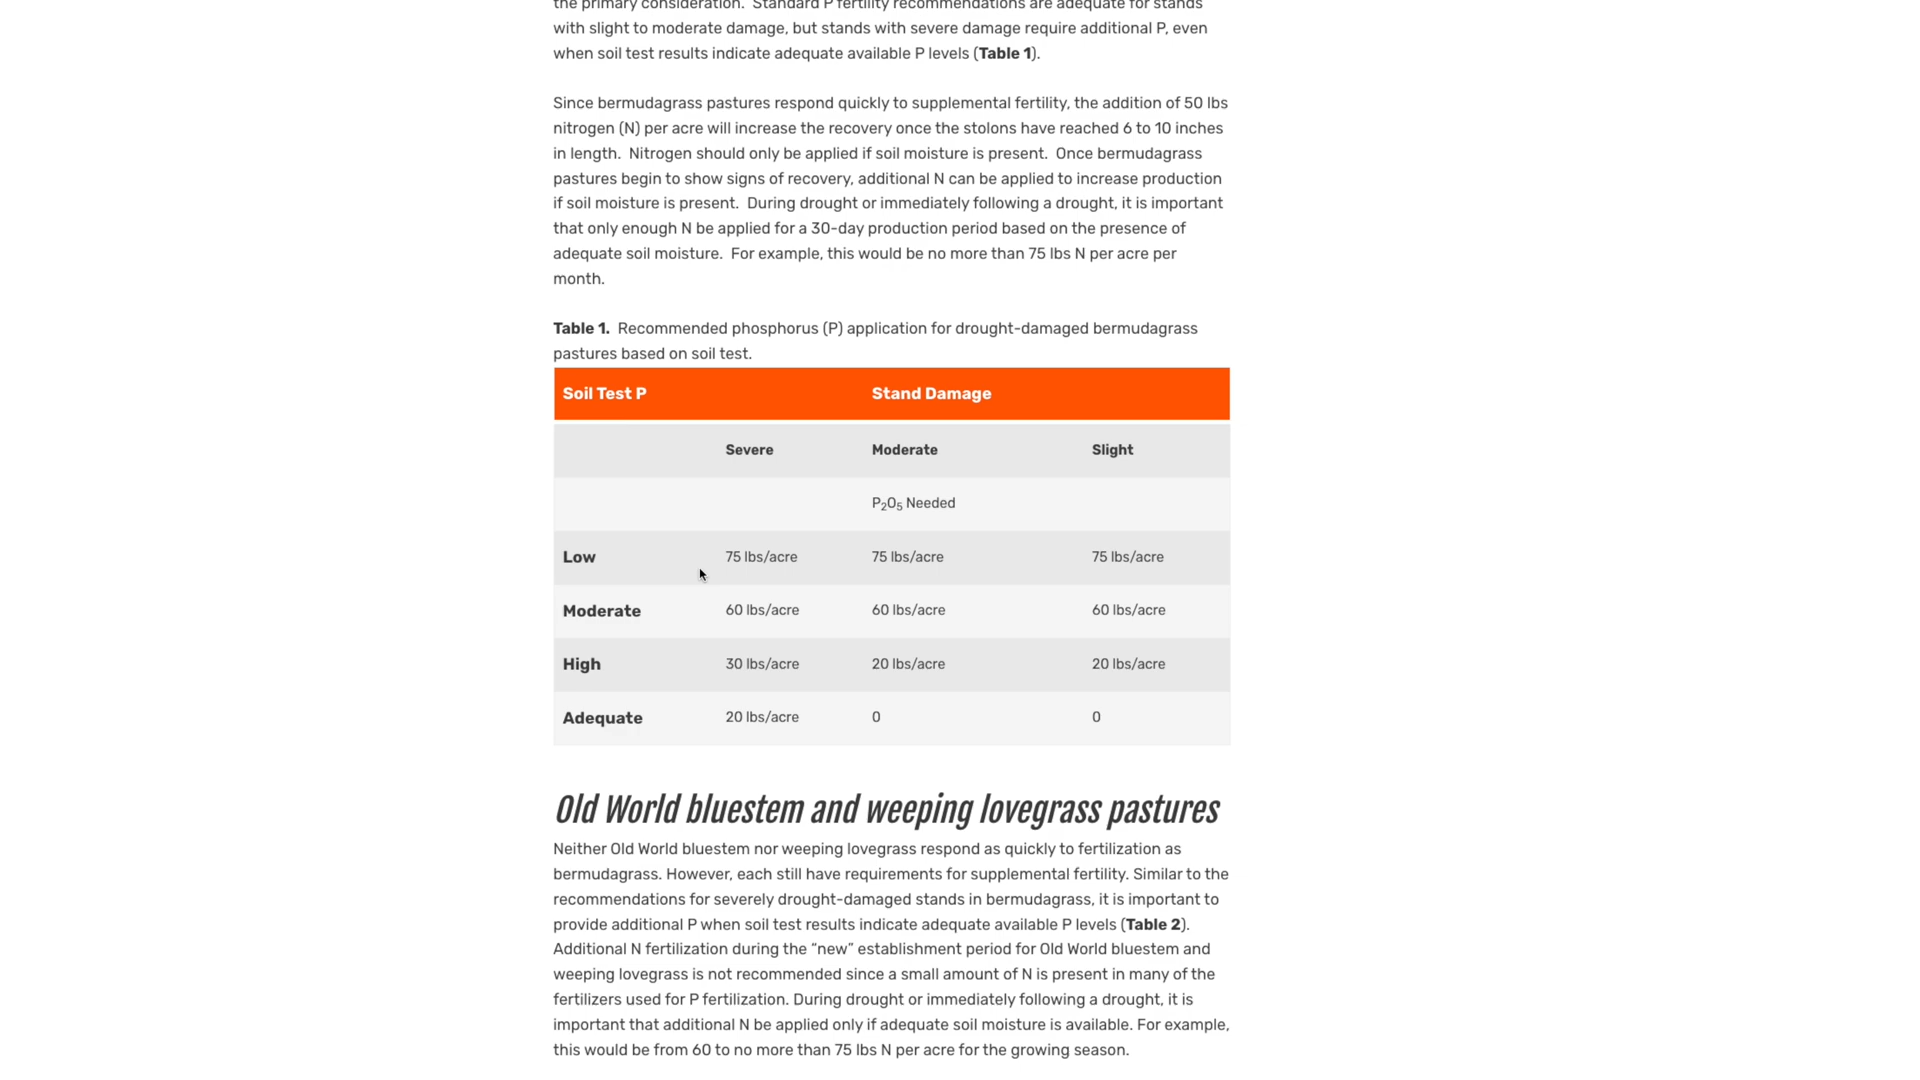 the primary consideration.  Standard P fertility recommendations are adequate for stands
with slight to moderate damage, but stands with severe damage require additional P, even
when soil test results indicate adequate available P levels (Table 1).
Since bermudagrass pastures respond quickly to supplemental fertility, the addition of 50 lbs
nitrogen (N) per acre will increase the recovery once the stolons have reached 6 to 10 inches
in length.  Nitrogen should only be applied if soil moisture is present.  Once bermudagrass
pastures begin to show signs of recovery, additional N can be applied to increase production
if soil moisture is present.  During drought or immediately following a drought, it is important
that only enough N be applied for a 30-day production period based on the presence of
adequate soil moisture.  For example, this would be no more than 75 lbs N per acre per
month.
Table 1.  Recommended phosphorus (P) application for drought-damaged bermudagrass
pastures based on soil test.
Soil Test P Stand Damage
Severe Moderate Slight
P₂O₅ Needed
Low 75 lbs/acre 75 lbs/acre 75 lbs/acre
Moderate 60 lbs/acre 60 lbs/acre 60 lbs/acre
High 30 lbs/acre 20 lbs/acre 20 lbs/acre
Adequate 20 lbs/acre 0 0
Old World bluestem and weeping lovegrass pastures
Neither Old World bluestem nor weeping lovegrass respond as quickly to fertilization as
bermudagrass. However, each still have requirements for supplemental fertility. Similar to the
recommendations for severely drought-damaged stands in bermudagrass, it is important to
provide additional P when soil test results indicate adequate available P levels (Table 2).
Additional N fertilization during the “new” establishment period for Old World bluestem and
weeping lovegrass is not recommended since a small amount of N is present in many of the
fertilizers used for P fertilization. During drought or immediately following a drought, it is
important that additional N be applied only if adequate soil moisture is available. For example,
this would be from 60 to no more than 75 lbs N per acre for the growing season.